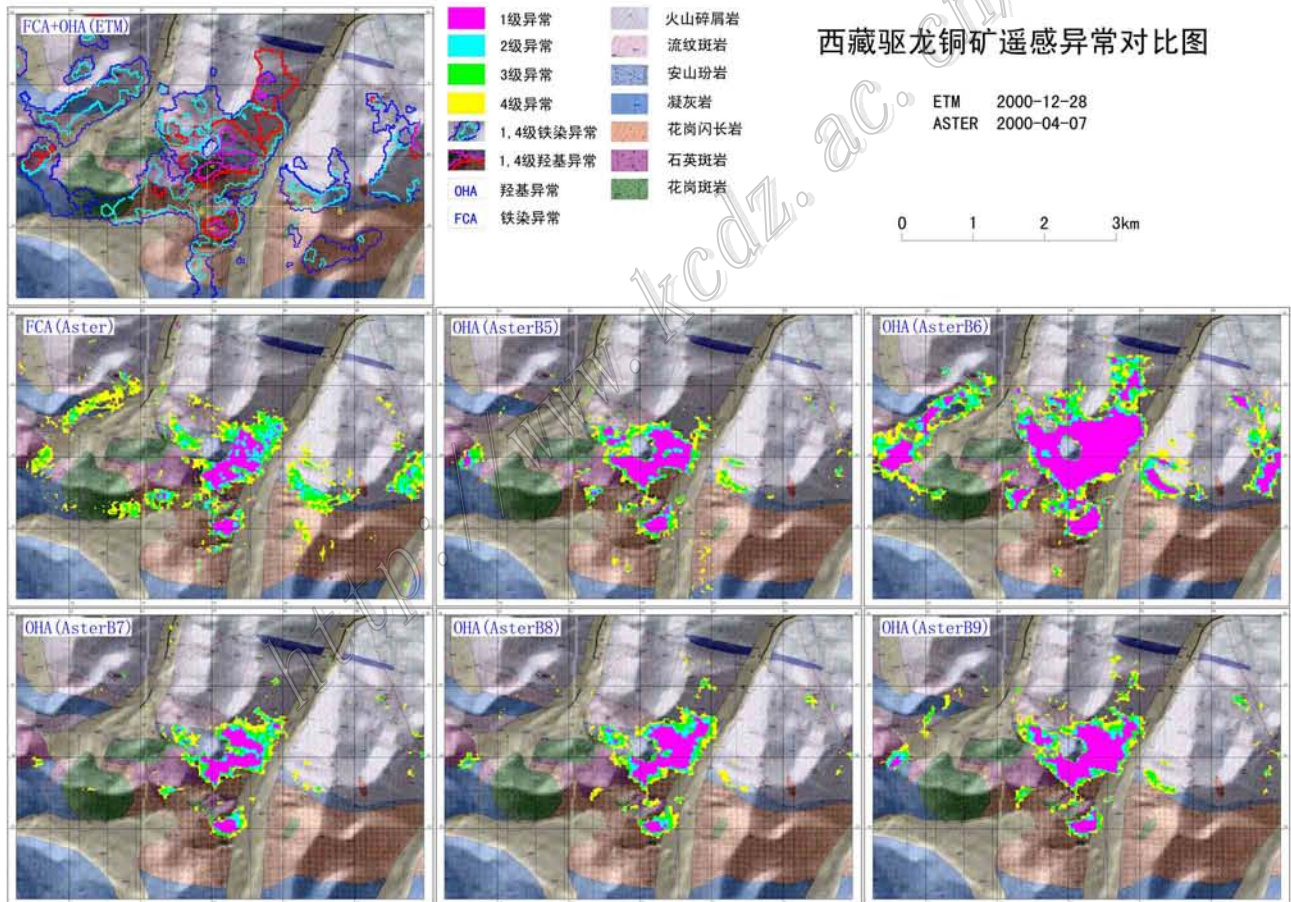 FCA+OHA(ETM)
1级异常
2级异常
3级异常
4级异常
1,4级铁染异常
1,4级羟基异常
OHA 羟基异常
FCA 铁染异常
火山碎屑岩
流纹斑岩
安山玢岩
凝灰岩
花岗闪长岩
石英斑岩
花岗斑岩
西藏驱龙铜矿遥感异常对比图
ETM 2000-12-28
ASTER 2000-04-07
0 1 2 3km
FCA(Aster)
OHA(AsterB5)
OHA(AsterB6)
OHA(AsterB7)
OHA(AsterB8)
OHA(AsterB9)
http://www.kcdz.ac.cn/